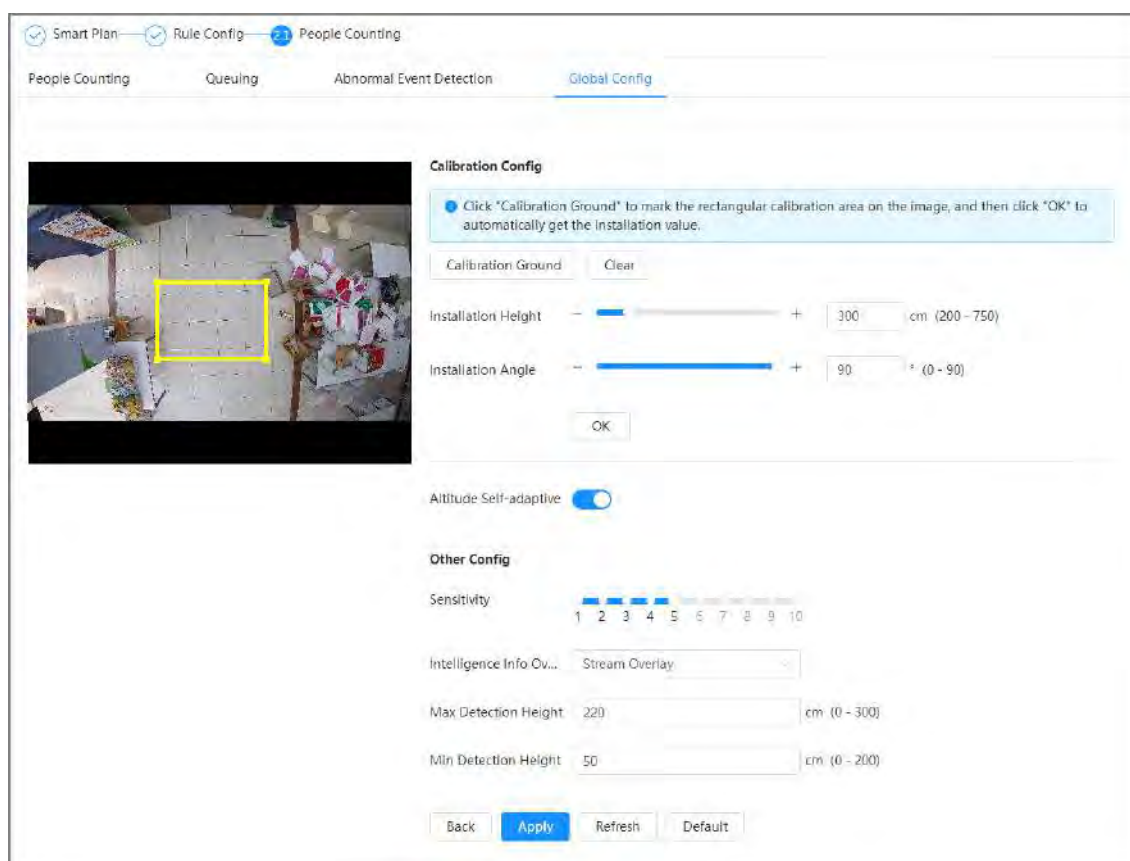 Smart Plan Rule Config 2.1 People Counting
People Counting Queuing Abnormal Event Detection Global Config
Calibration Config
Click "Calibration Ground" to mark the rectangular calibration area on the image, and then click "OK" to
automatically get the installation value.
Calibration Ground Clear
Installation Height - + 300 cm (200 - 750)
Installation Angle - + 90 ° (0 - 90)
OK
Altitude Self-adaptive
Other Config
Sensitivity
1 2 3 4 5 6 7 8 9 10
Intelligence Info Ov... Stream Overlay
Max Detection Height 220 cm (0 - 300)
Min Detection Height 50 cm (0 - 200)
Back Apply Refresh Default